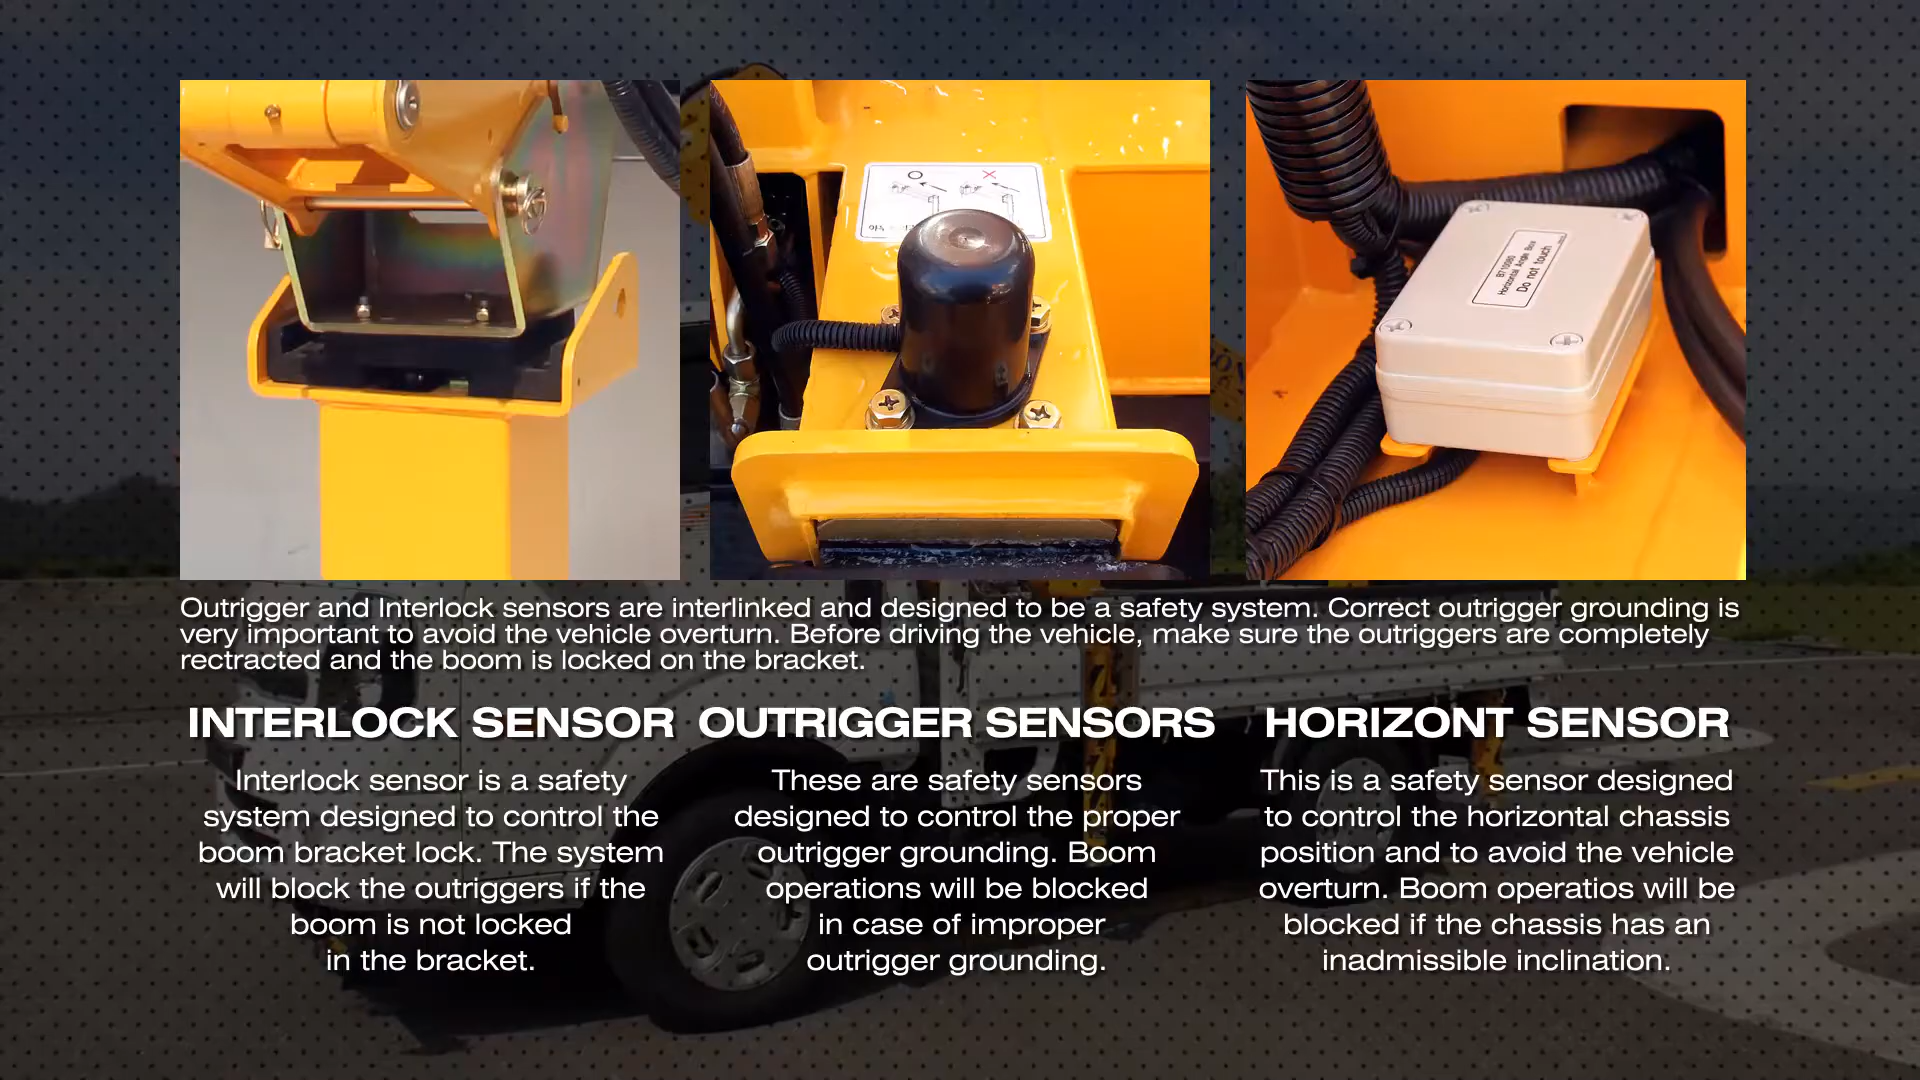 O X
BT10980
Horizontal Angle Box
Do not touch
Outrigger and Interlock sensors are interlinked and designed to be a safety system. Correct outrigger grounding is
very important to avoid the vehicle overturn. Before driving the vehicle, make sure the outriggers are completely
rectracted and the boom is locked on the bracket.
INTERLOCK SENSOR
Interlock sensor is a safety
system designed to control the
boom bracket lock. The system
will block the outriggers if the
boom is not locked
in the bracket.
OUTRIGGER SENSORS
These are safety sensors
designed to control the proper
outrigger grounding. Boom
operations will be blocked
in case of improper
outrigger grounding.
HORIZONT SENSOR
This is a safety sensor designed
to control the horizontal chassis
position and to avoid the vehicle
overturn. Boom operatios will be
blocked if the chassis has an
inadmissible inclination.